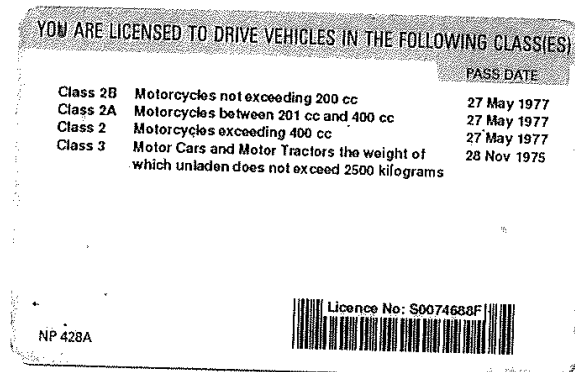 YOU ARE LICENSED TO DRIVE VEHICLES IN THE FOLLOWING CLASS(ES)
PASS DATE
Class 2B Motorcycles not exceeding 200 cc 27 May 1977
Class 2A Motorcycles between 201 cc and 400 cc 27 May 1977
Class 2 Motorcycles exceeding 400 cc 27 May 1977
Class 3 Motor Cars and Motor Tractors the weight of 28 Nov 1975
which unladen does not exceed 2500 kilograms
Licence No: S0074688F
NP 428A